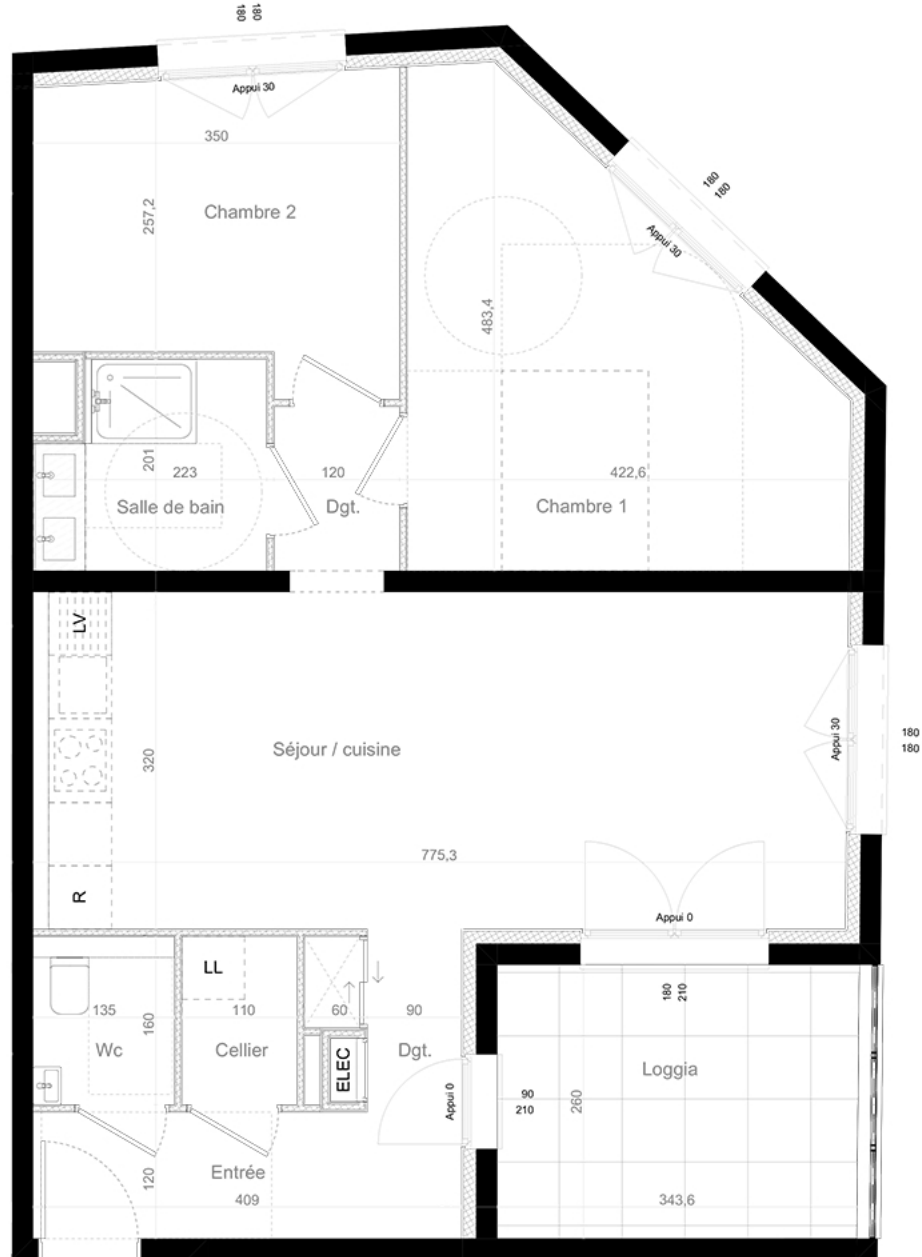 180
180
Appui 30
350
257,2
Chambre 2
180
180
Appui 30
483,4
201
223
120
422,6
Salle de bain
Dgt.
Chambre 1
LV
320
Séjour / cuisine
Appui 30
180
180
775,3
R
Appui 0
LL
180
210
135
160
110
60
90
Wc
Cellier
ELEC
Dgt.
Loggia
Appui 0
90
210
260
120
Entrée
409
343,6